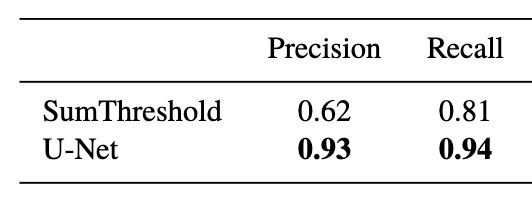 Precision Recall
SumThreshold 0.62 0.81
U-Net 0.93 0.94